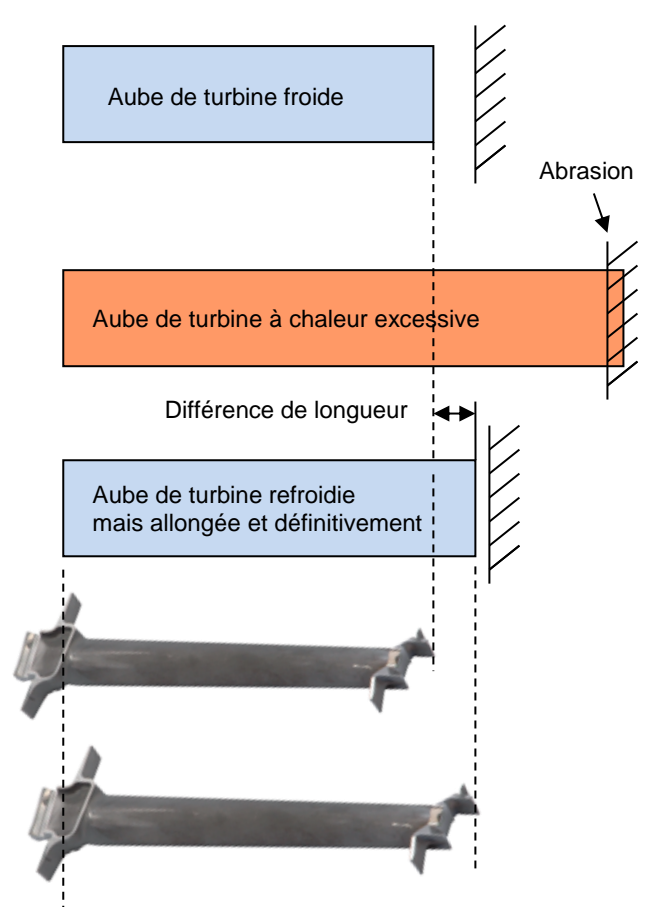 Aube de turbine froide
Abrasion
Aube de turbine à chaleur excessive
Différence de longueur
Aube de turbine refroidie
mais allongée et définitivement